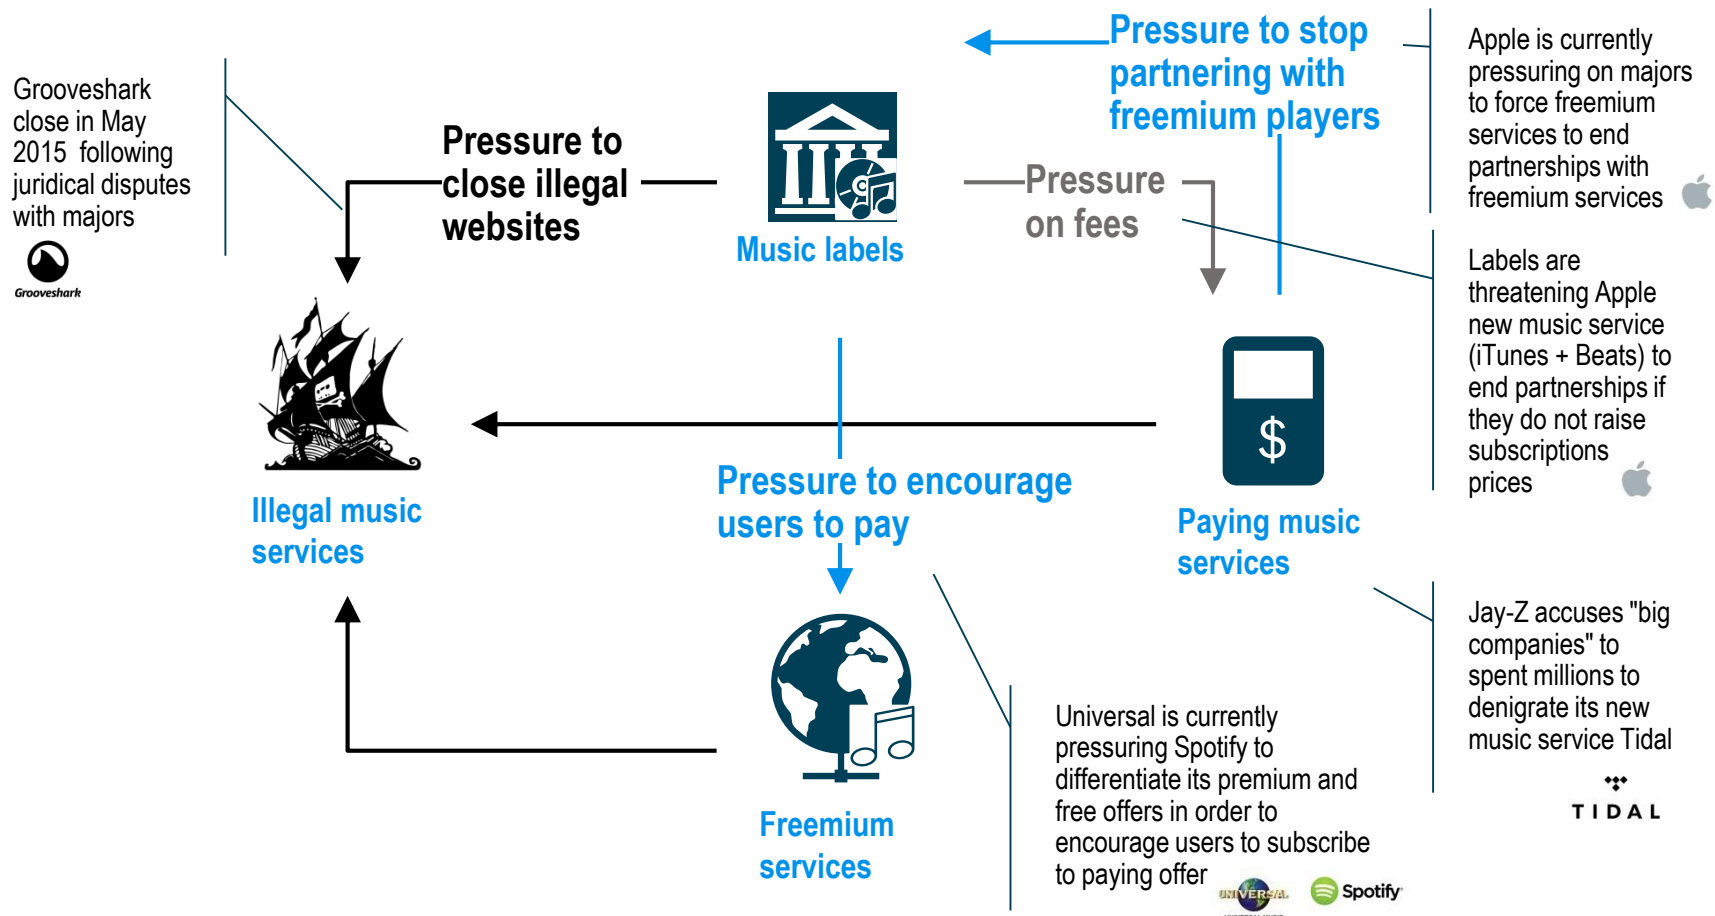 Grooveshark
close in May
2015 following
juridical disputes
with majors
Grooveshark
Pressure to
close illegal
websites
Music labels
Pressure to stop
partnering with
freemium players
Pressure
on fees
Apple is currently
pressuring on majors
to force freemium
services to end
partnerships with
freemium services
Labels are
threatening Apple
new music service
(iTunes + Beats) to
end partnerships if
they do not raise
subscriptions
prices
Illegal music
services
Pressure to encourage
users to pay
$
Paying music
services
Freemium
services
Universal is currently
pressuring Spotify to
differentiate its premium and
free offers in order to
encourage users to subscribe
to paying offer
UNIVERSAL
UNIVERSAL MUSIC
Spotify
Jay-Z accuses "big
companies" to
spent millions to
denigrate its new
music service Tidal
TIDAL